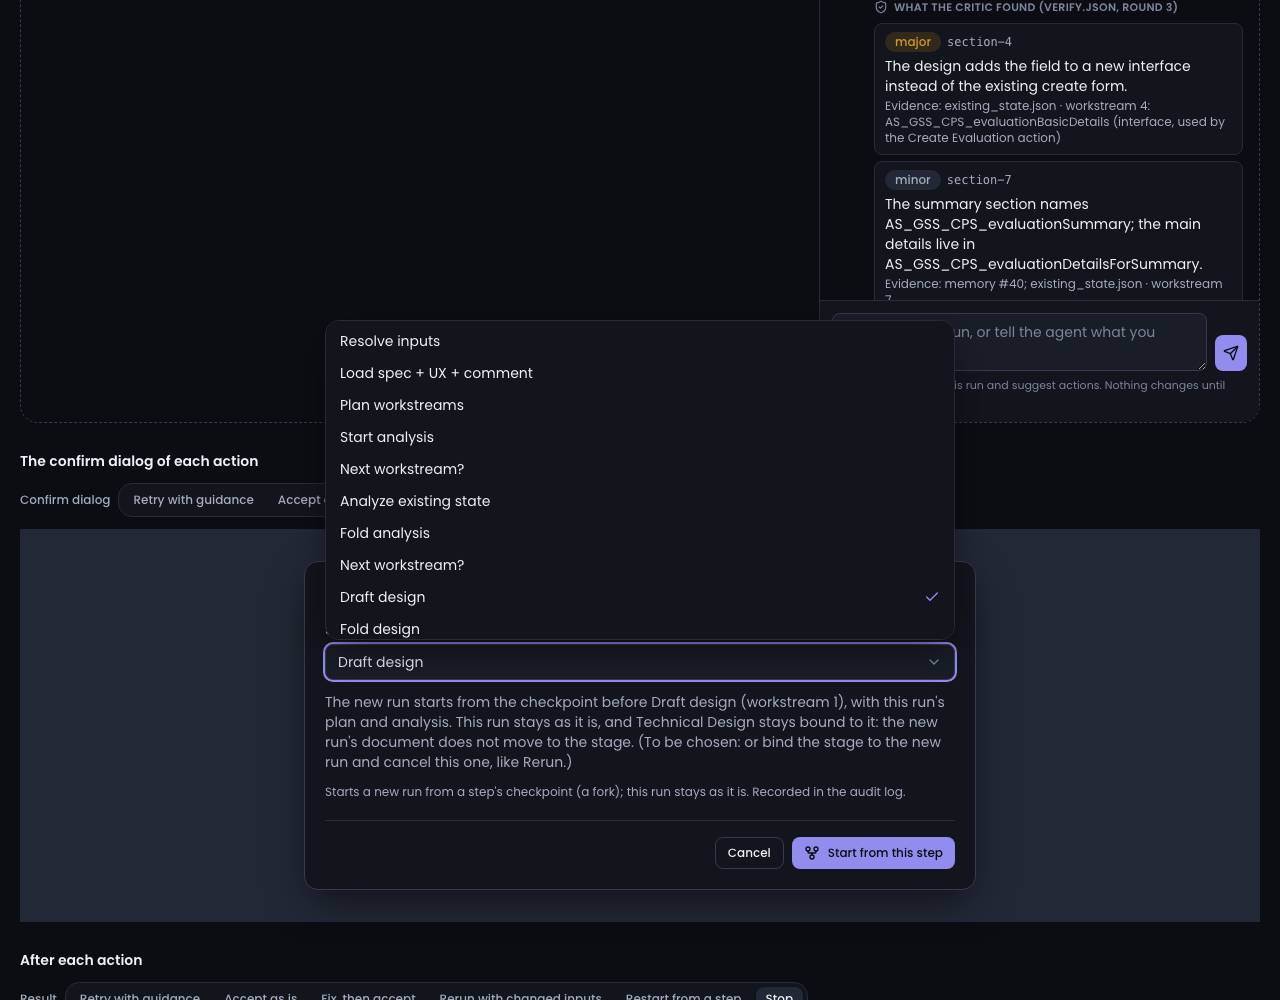 WHAT THE CRITIC FOUND (VERIFY.JSON, ROUND 3)
major section-4
The design adds the field to a new interface
instead of the existing create form.
Evidence: existing_state.json · workstream 4:
AS_GSS_CPS_evaluationBasicDetails (interface, used by
the Create Evaluation action)
minor section-7
The summary section names
AS_GSS_CPS_evaluationSummary; the main
details live in
AS_GSS_CPS_evaluationDetailsForSummary.
Evidence: memory #40; existing_state.json · workstream
7
un, or tell the agent what you
is run and suggest actions. Nothing changes until
The confirm dialog of each action
Confirm dialog
Retry with guidance
Accept
Resolve inputs
Load spec + UX + comment
Plan workstreams
Start analysis
Next workstream?
Analyze existing state
Fold analysis
Next workstream?
Draft design
Fold design
Draft design
The new run starts from the checkpoint before Draft design (workstream 1), with this run's
plan and analysis. This run stays as it is, and Technical Design stays bound to it: the new
run's document does not move to the stage. (To be chosen: or bind the stage to the new
run and cancel this one, like Rerun.)
Starts a new run from a step's checkpoint (a fork); this run stays as it is. Recorded in the audit log.
Cancel
Start from this step
After each action
Result
Retry with guidance
Accept as is
Fix, then accept
Rerun with changed inputs
Restart from a step
Stop